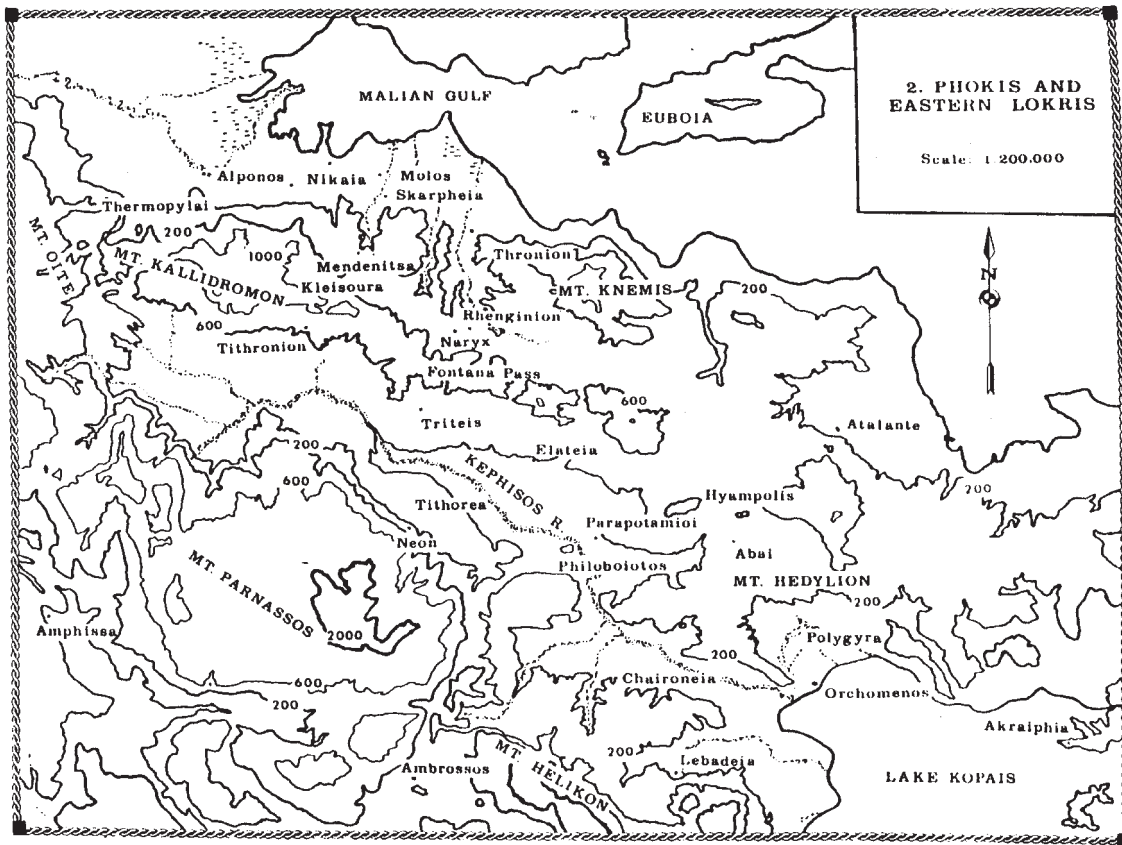 2. PHOKIS AND
EASTERN LOKRIS
Scale: 1 200.000
MALIAN GULF
EUBOIA
Alponos
Nikaia
Molos
Skarpheia
Thermopylai
200
MT. OITE
MT. KALLIDROMON
1000
Mendenitsa
Kleisoura
Thronion
MT. KNEMIS
200
N
Rhenginion
600
Tithronion
Naryx
Fontana Pass
600
Triteis
Atalante
200
Elateia
600
KEPHISOS R.
Hyampolis
200
Tithorea
Parapotamioi
Neon
Abai
Philoboiotos
MT. HEDYLION
MT. PARNASSOS
200
Amphissa
2000
Polygyra
200
600
Chaironeia
Orchomenos
200
Akraiphia
MT. HELIKON
200
Lebadeia
Ambrossos
LAKE KOPAIS